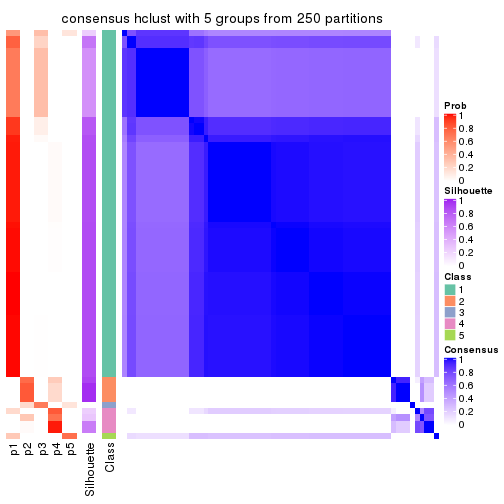 consensus hclust with 5 groups from 250 partitions
Prob
1
0.8
0.6
0.4
0.2
0
Silhouette
1
0.8
0.6
0.4
0.2
0
Class
1
2
3
4
5
Consensus
1
0.8
0.6
0.4
0.2
0
p1
p2
p3
p4
p5
Silhouette
Class